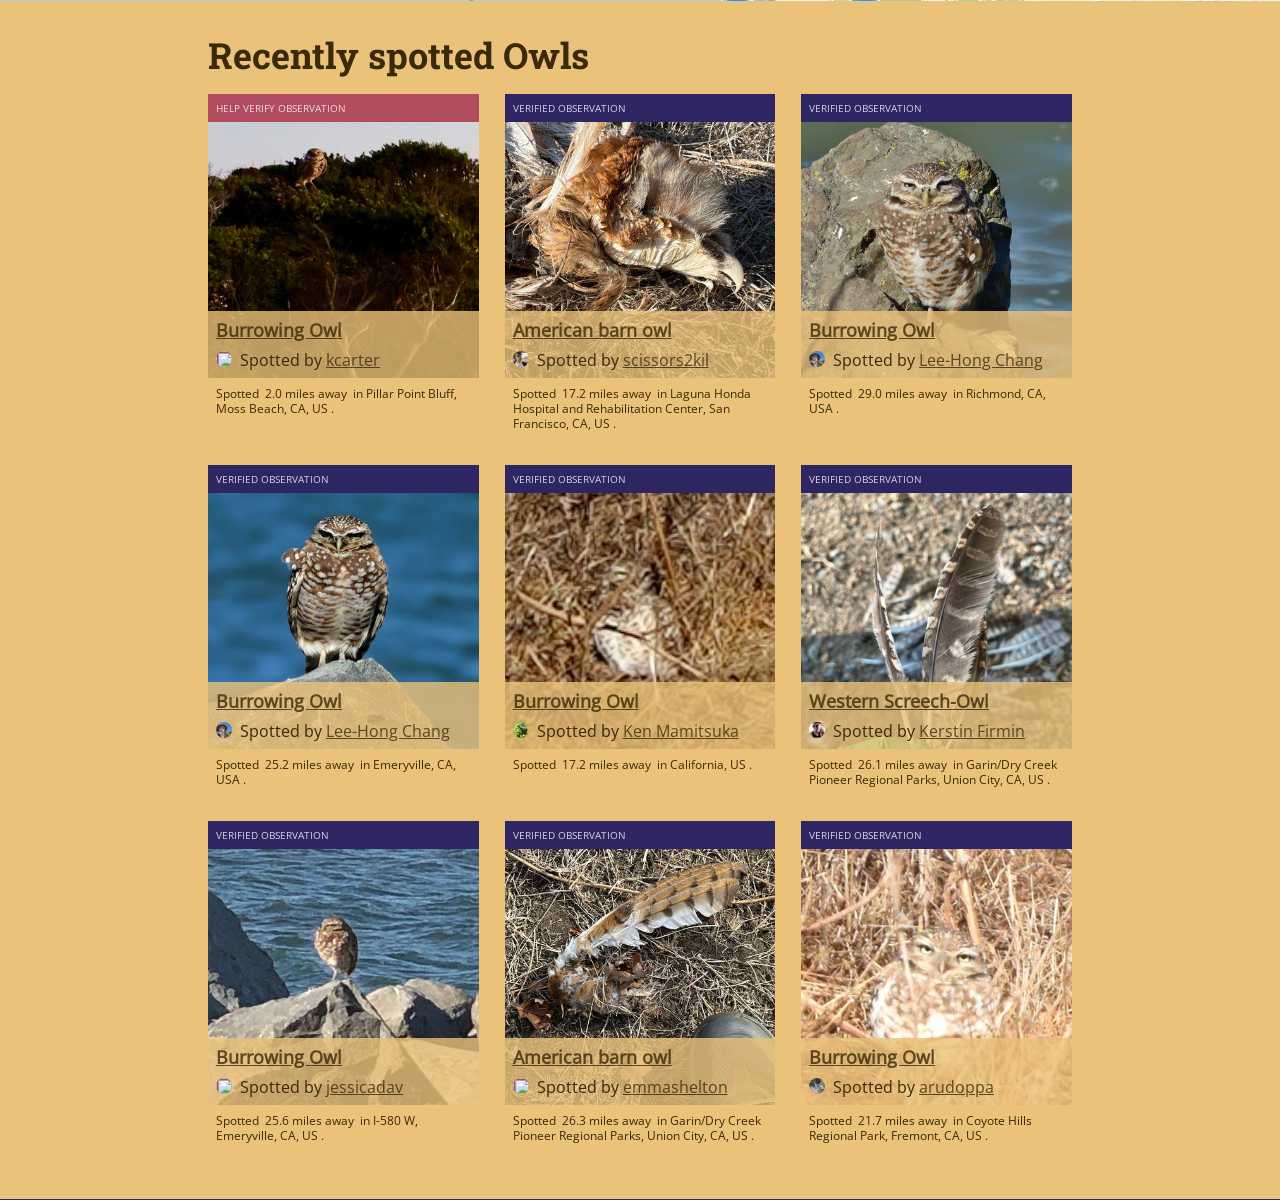 Recently spotted Owls
HELP VERIFY OBSERVATION
Burrowing Owl
Spotted by kcarter
Spotted 2.0 miles away in Pillar Point Bluff,
Moss Beach, CA, US .
VERIFIED OBSERVATION
American barn owl
Spotted by scissors2kil
Spotted 17.2 miles away in Laguna Honda
Hospital and Rehabilitation Center, San
Francisco, CA, US .
VERIFIED OBSERVATION
Burrowing Owl
Spotted by Lee-Hong Chang
Spotted 29.0 miles away in Richmond, CA,
USA .
VERIFIED OBSERVATION
Burrowing Owl
Spotted by Lee-Hong Chang
Spotted 25.2 miles away in Emeryville, CA,
USA .
VERIFIED OBSERVATION
Burrowing Owl
Spotted by Ken Mamitsuka
Spotted 17.2 miles away in California, US .
VERIFIED OBSERVATION
Western Screech-Owl
Spotted by Kerstin Firmin
Spotted 26.1 miles away in Garin/Dry Creek
Pioneer Regional Parks, Union City, CA, US .
VERIFIED OBSERVATION
Burrowing Owl
Spotted by jessicadav
Spotted 25.6 miles away in I-580 W,
Emeryville, CA, US .
VERIFIED OBSERVATION
American barn owl
Spotted by emmashelton
Spotted 26.3 miles away in Garin/Dry Creek
Pioneer Regional Parks, Union City, CA, US .
VERIFIED OBSERVATION
Burrowing Owl
Spotted by arudoppa
Spotted 21.7 miles away in Coyote Hills
Regional Park, Fremont, CA, US .